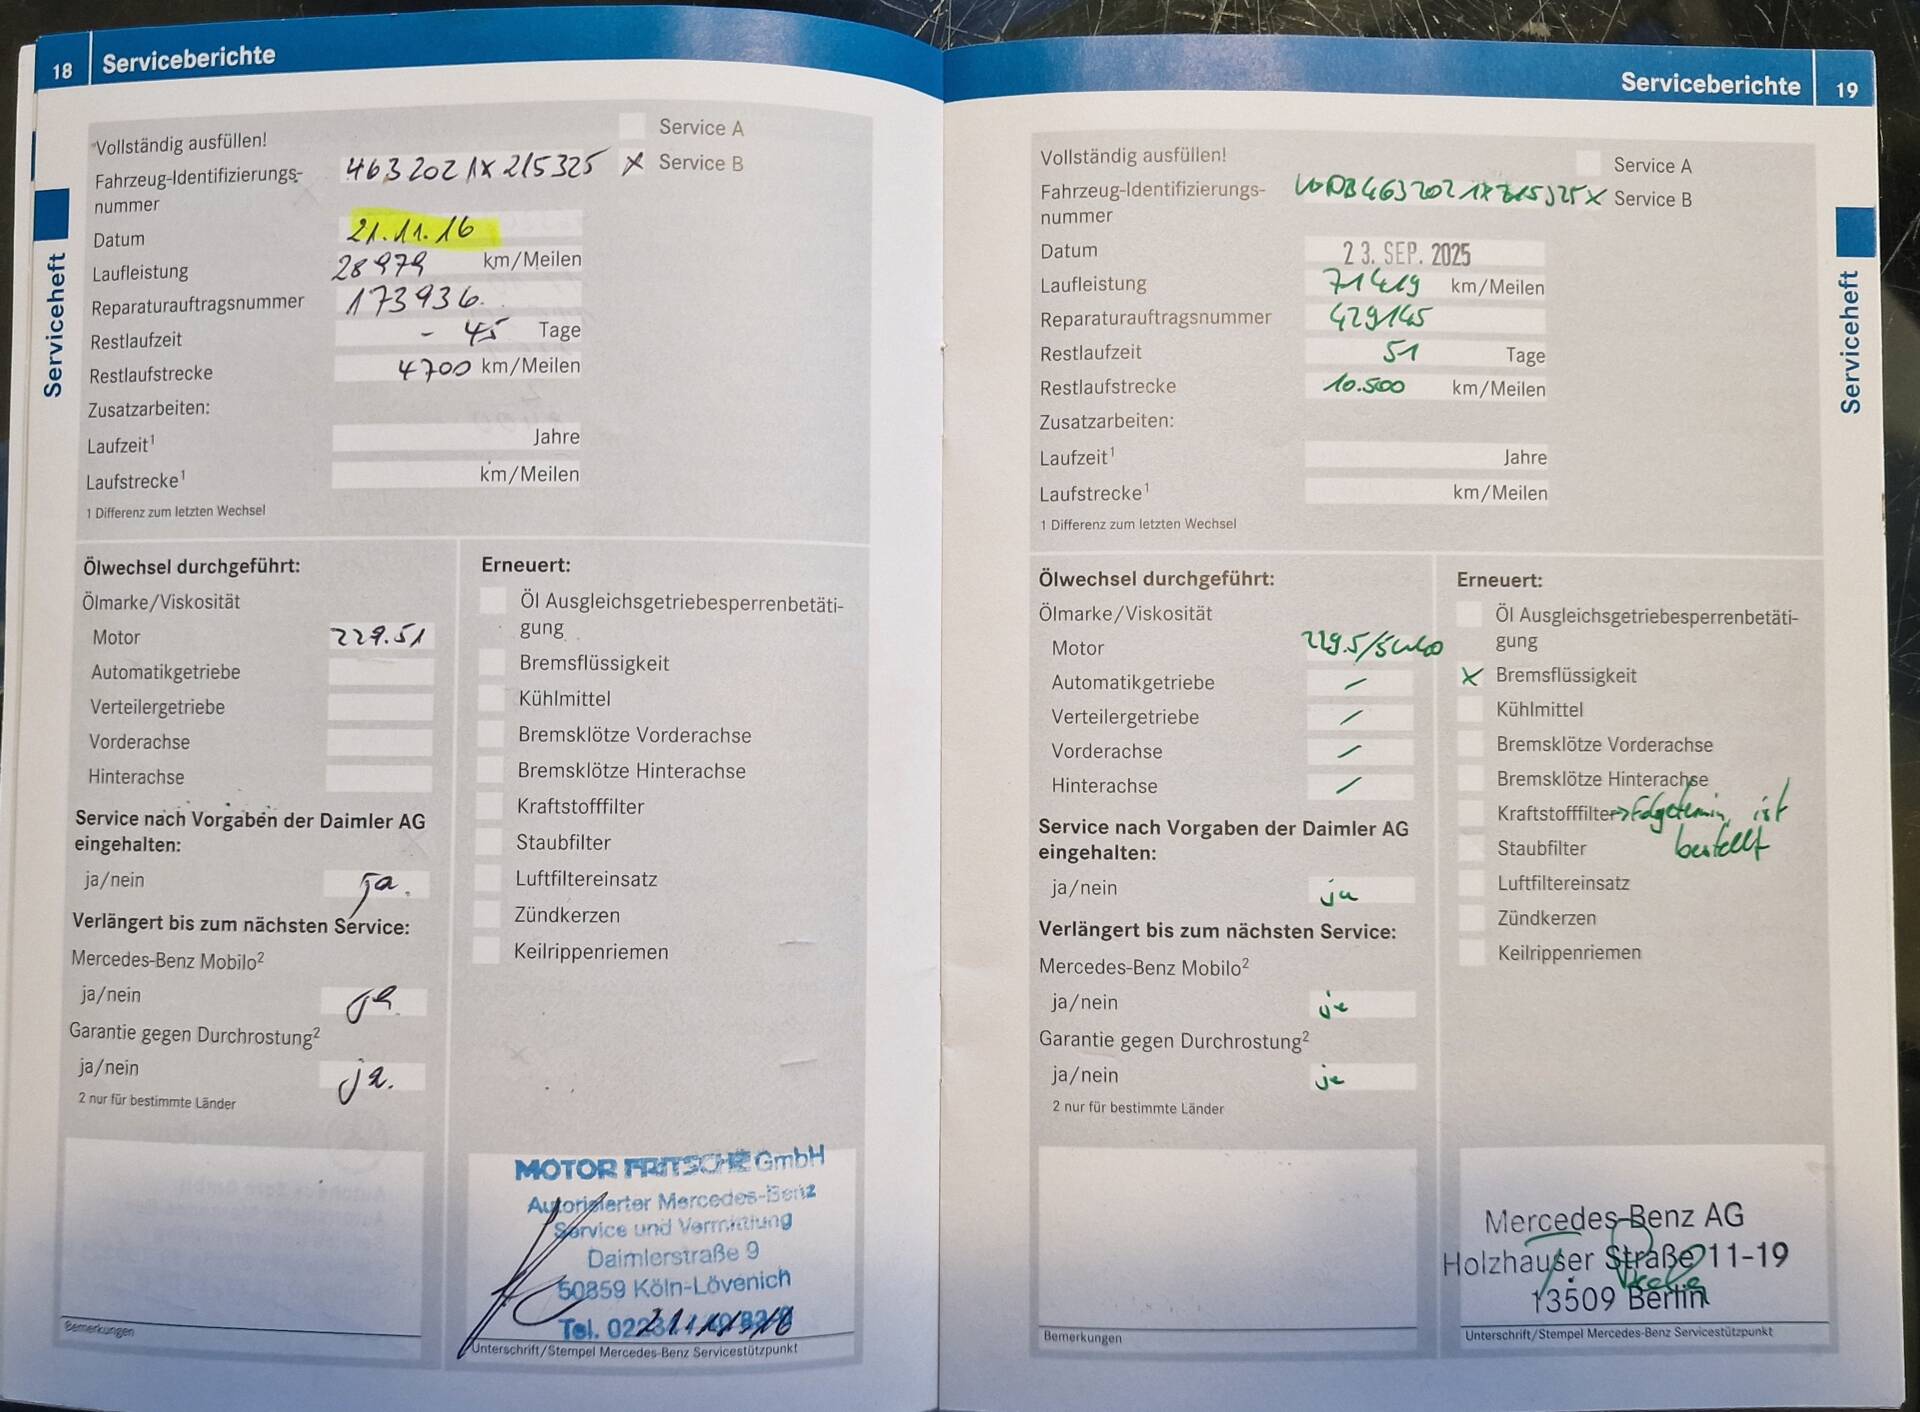 18 Serviceberichte
Vollständig ausfüllen!
Service A
Fahrzeug-Identifizierungs-
nummer
463 202 1X 215325 X Service B
Datum 21.11.16
Laufleistung 28979 km/Meilen
Reparaturauftragsnummer 173936
Restlaufzeit - 45 Tage
Restlaufstrecke 4700 km/Meilen
Zusatzarbeiten:
Laufzeit¹ Jahre
Laufstrecke¹ km/Meilen
1 Differenz zum letzten Wechsel
Serviceheft
Ölwechsel durchgeführt:
Ölmarke/Viskosität
Motor 229.51
Automatikgetriebe
Verteilergetriebe
Vorderachse
Hinterachse
Service nach Vorgaben der Daimler AG
eingehalten:
ja/nein ja.
Verlängert bis zum nächsten Service:
Mercedes-Benz Mobilo²
ja/nein ja
Garantie gegen Durchrostung²
ja/nein ja.
2 nur für bestimmte Länder
Bemerkungen
Erneuert:
Öl Ausgleichsgetriebesperrenbetäti-
gung
Bremsflüssigkeit
Kühlmittel
Bremsklötze Vorderachse
Bremsklötze Hinterachse
Kraftstofffilter
Staubfilter
Luftfiltereinsatz
Zündkerzen
Keilrippenriemen
MOTOR FRITSCHE GmbH
Autorisierter Mercedes-Benz
Service und Vermittlung
Daimlerstraße 9
50859 Köln-Lövenich
Tel.
21.11.16
Unterschrift/Stempel Mercedes-Benz Servicestützpunkt
Serviceberichte 19
Vollständig ausfüllen!
Service A
Fahrzeug-Identifizierungs-
nummer
WDB463 202 1X 215325 X Service B
Datum 23. SEP. 2025
Laufleistung 71419 km/Meilen
Reparaturauftragsnummer 429145
Restlaufzeit 51 Tage
Restlaufstrecke 10.500 km/Meilen
Zusatzarbeiten:
Laufzeit¹ Jahre
Laufstrecke¹ km/Meilen
1 Differenz zum letzten Wechsel
Serviceheft
Ölwechsel durchgeführt:
Ölmarke/Viskosität
Motor 229.5/5W40
Automatikgetriebe /
Verteilergetriebe /
Vorderachse /
Hinterachse /
Service nach Vorgaben der Daimler AG
eingehalten:
ja/nein ja
Verlängert bis zum nächsten Service:
Mercedes-Benz Mobilo²
ja/nein ja
Garantie gegen Durchrostung²
ja/nein ja
2 nur für bestimmte Länder
Bemerkungen
Erneuert:
Öl Ausgleichsgetriebesperrenbetäti-
gung
X Bremsflüssigkeit
Kühlmittel
Bremsklötze Vorderachse
Bremsklötze Hinterachse
Kraftstofffilter → Folgetermin, ist
bestellt
Staubfilter
Luftfiltereinsatz
Zündkerzen
Keilrippenriemen
Mercedes-Benz AG
Holzhauser Straße 11-19
13509 Berlin
Unterschrift/Stempel Mercedes-Benz Servicestützpunkt